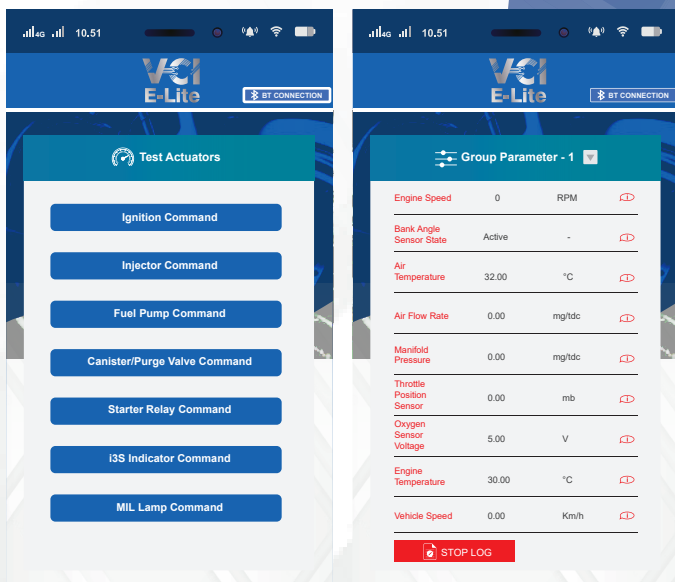 4G 10.51
VCI
E-Lite
BT CONNECTION
Test Actuators
Ignition Command
Injector Command
Fuel Pump Command
Canister/Purge Valve Command
Starter Relay Command
i3S Indicator Command
MIL Lamp Command
4G 10.51
VCI
E-Lite
BT CONNECTION
Group Parameter - 1
Engine Speed 0 RPM
Bank Angle
Sensor State Active -
Air
Temperature 32.00 °C
Air Flow Rate 0.00 mg/tdc
Manifold
Pressure 0.00 mg/tdc
Throttle
Position
Sensor 0.00 mb
Oxygen
Sensor
Voltage 5.00 V
Engine
Temperature 30.00 °C
Vehicle Speed 0.00 Km/h
STOP LOG